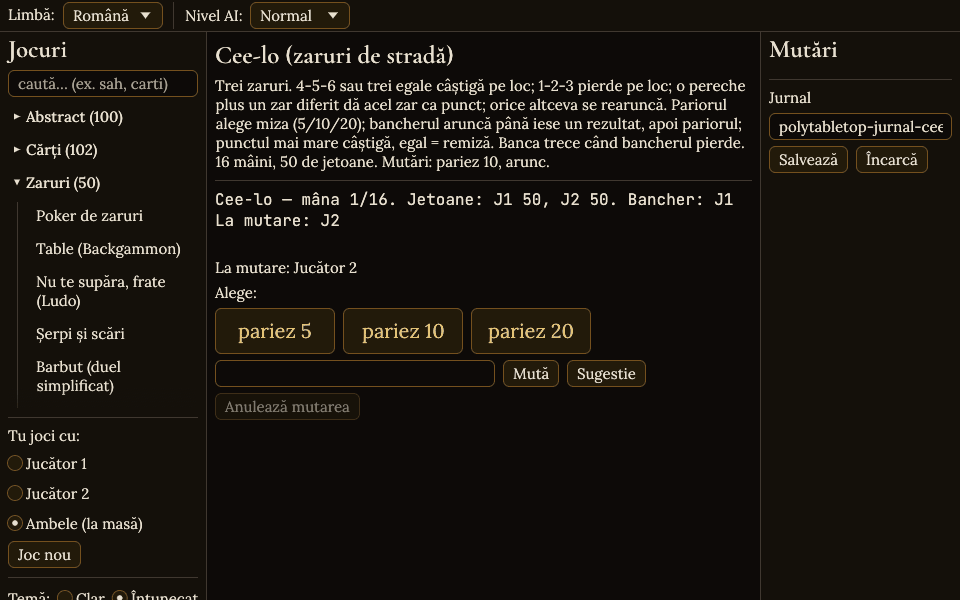 Limbă: Română ▼ Nivel AI: Normal ▼
Jocuri
caută... (ex. sah, carti)
▸ Abstract (100)
▸ Cărți (102)
▾ Zaruri (50)
Poker de zaruri
Table (Backgammon)
Nu te supăra, frate
(Ludo)
Șerpi și scări
Barbut (duel
simplificat)
Tu joci cu:
Jucător 1
Jucător 2
Ambele (la masă)
Joc nou
Temă: Clar Întunecat
Cee-lo (zaruri de stradă)
Trei zaruri. 4-5-6 sau trei egale câștigă pe loc; 1-2-3 pierde pe loc; o pereche
plus un zar diferit dă acel zar ca punct; orice altceva se rearuncă. Pariorul
alege miza (5/10/20); bancherul aruncă până iese un rezultat, apoi pariorul;
punctul mai mare câștigă, egal = remiză. Banca trece când bancherul pierde.
16 mâini, 50 de jetoane. Mutări: pariez 10, arunc.
Cee-lo — mâna 1/16. Jetoane: J1 50, J2 50. Bancher: J1
La mutare: J2
La mutare: Jucător 2
Alege:
pariez 5 pariez 10 pariez 20
Mută Sugestie
Anulează mutarea
Mutări
Jurnal
polytabletop-jurnal-cee
Salvează Încarcă